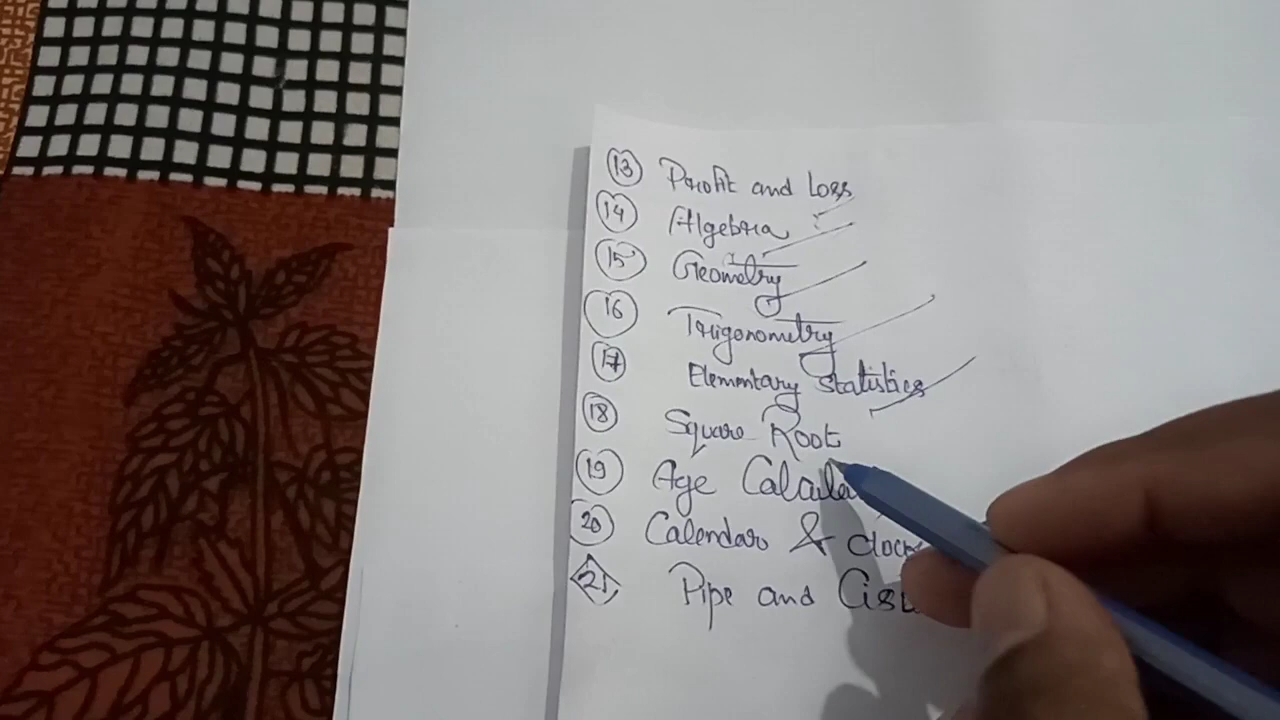 13 Profit and Loss
14 Algebra
15 Geometry
16 Trigonometry
17 Elementary Statistics
18 Square Root
19 Age
20 Calendar &
21 Pipe and